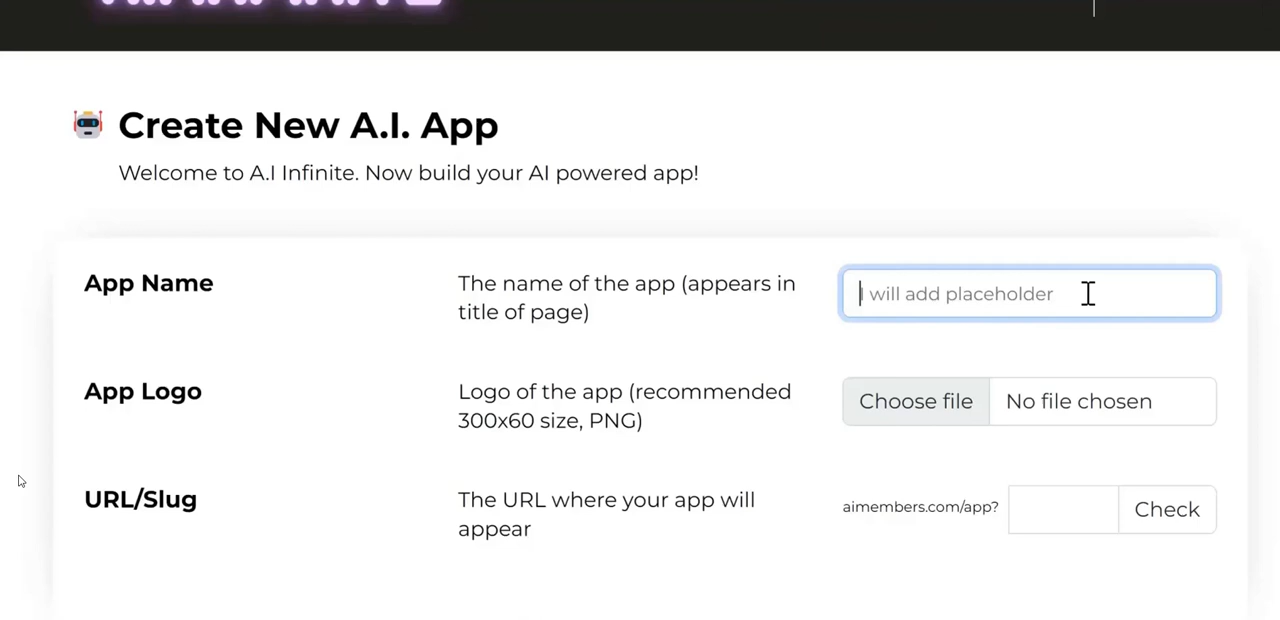 Create New A.I. App
Welcome to A.I Infinite. Now build your AI powered app!
App Name
The name of the app (appears in
title of page)
I will add placeholder
App Logo
Logo of the app (recommended
300x60 size, PNG)
Choose file No file chosen
URL/Slug
The URL where your app will
appear
aimembers.com/app?
Check